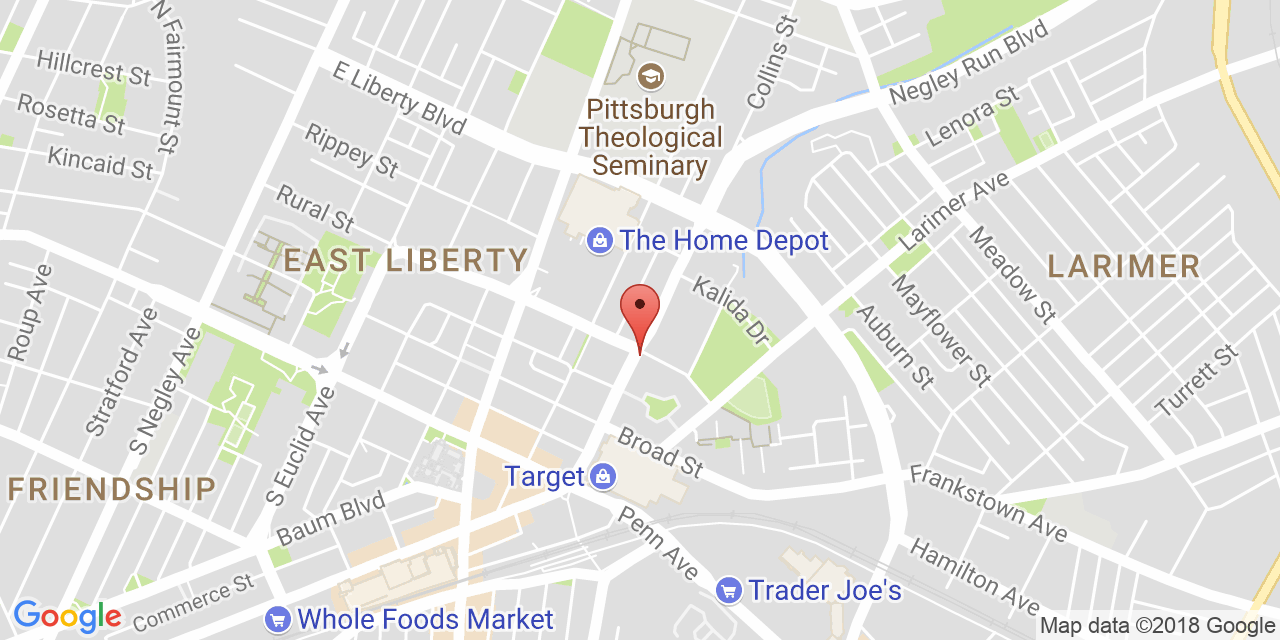 N Fairmount St
Hillcrest St
Rosetta St
Kincaid St
E Liberty Blvd
Rippey St
Rural St
EAST LIBERTY
Pittsburgh
Theological
Seminary
Collins St
Negley Run Blvd
Lenora St
Larimer Ave
The Home Depot
Kalida Dr
LARIMER
Meadow St
Mayflower St
Auburn St
Turrett St
Roup Ave
Stratford Ave
S Negley Ave
S Euclid Ave
FRIENDSHIP
Baum Blvd
Target
Broad St
Penn Ave
Frankstown Ave
Hamilton Ave
Trader Joe's
Commerce St
Whole Foods Market
Google
Map data ©2018 Google